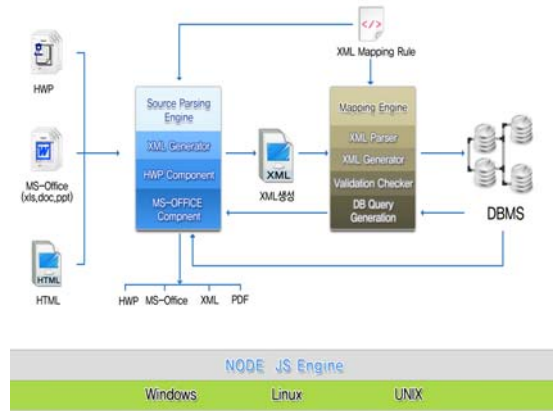 XML Mapping Rule
HWP
MS-Office
(xls,doc,ppt)
HTML
HTML
Source Parsing
Engine
XML Generator
HWP Component
MS-OFFICE
Compnent
XML
XML생성
Mapping Engine
XML Parser
XML Generator
Validation Checker
DB Query
Generation
DBMS
HWP MS-Office XML PDF
NODE JS Engine
Windows Linux UNIX